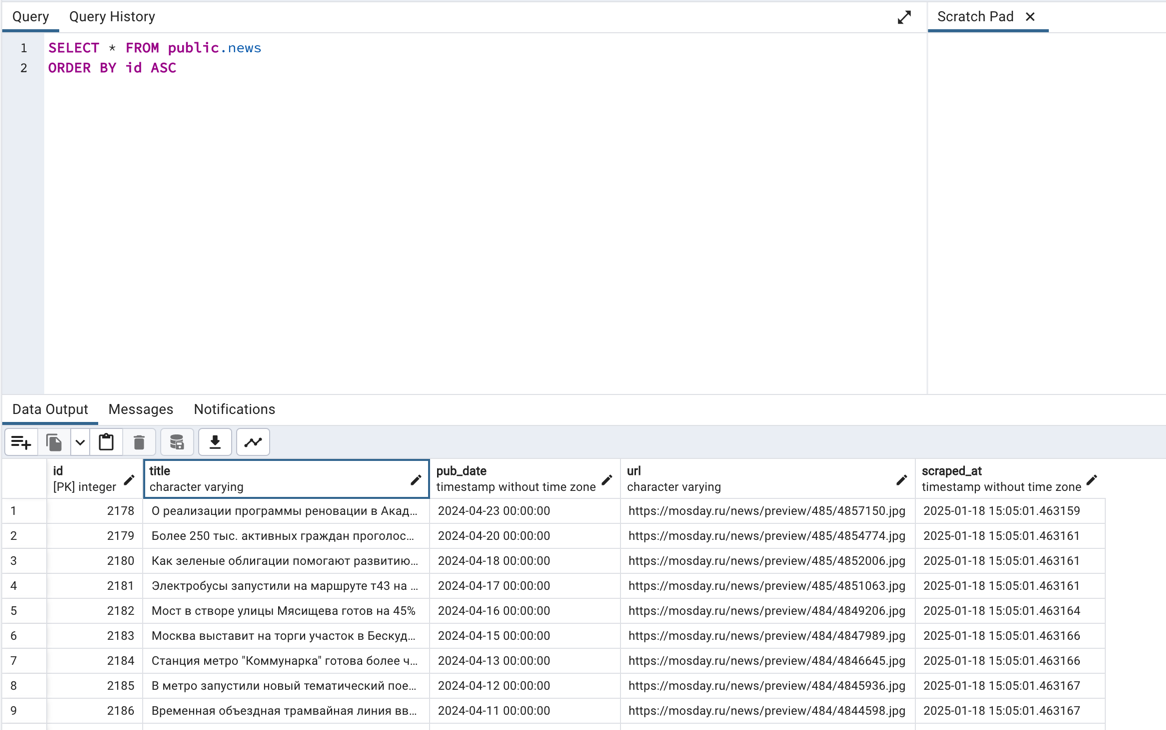 Query Query History
Scratch Pad
1 SELECT * FROM public.news
2 ORDER BY id ASC
Data Output Messages Notifications
id title pub_date url scraped_at
[PK] integer character varying timestamp without time zone character varying timestamp without time zone
1 2178 О реализации программы реновации в Акад... 2024-04-23 00:00:00 https://mosday.ru/news/preview/485/4857150.jpg 2025-01-18 15:05:01.463159
2 2179 Более 250 тыс. активных граждан проголос... 2024-04-20 00:00:00 https://mosday.ru/news/preview/485/4854774.jpg 2025-01-18 15:05:01.463161
3 2180 Как зеленые облигации помогают развитию... 2024-04-18 00:00:00 https://mosday.ru/news/preview/485/4852006.jpg 2025-01-18 15:05:01.463161
4 2181 Электробусы запустили на маршруте т43 на ... 2024-04-17 00:00:00 https://mosday.ru/news/preview/485/4851063.jpg 2025-01-18 15:05:01.463161
5 2182 Мост в створе улицы Мясищева готов на 45% 2024-04-16 00:00:00 https://mosday.ru/news/preview/484/4849206.jpg 2025-01-18 15:05:01.463164
6 2183 Москва выставит на торги участок в Бескуд... 2024-04-15 00:00:00 https://mosday.ru/news/preview/484/4847989.jpg 2025-01-18 15:05:01.463166
7 2184 Станция метро "Коммунарка" готова более ч... 2024-04-13 00:00:00 https://mosday.ru/news/preview/484/4846645.jpg 2025-01-18 15:05:01.463166
8 2185 В метро запустили новый тематический пое... 2024-04-12 00:00:00 https://mosday.ru/news/preview/484/4845936.jpg 2025-01-18 15:05:01.463167
9 2186 Временная объездная трамвайная линия вв... 2024-04-11 00:00:00 https://mosday.ru/news/preview/484/4844598.jpg 2025-01-18 15:05:01.463167